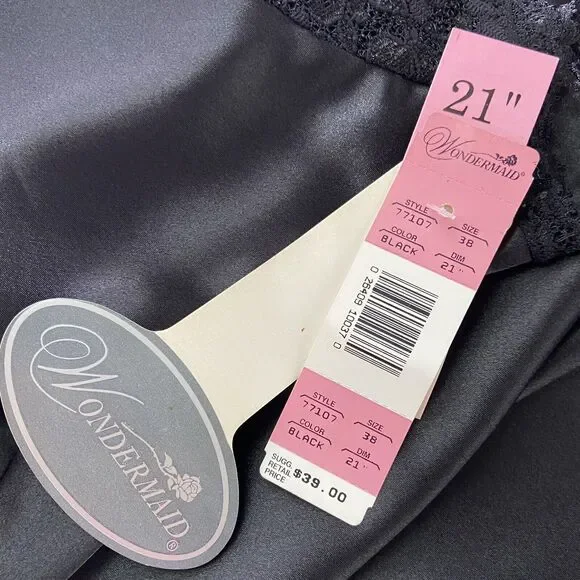 21"
WONDERMAID®
STYLE SIZE
77107 38
COLOR DIM
BLACK 21"
0 26409 10037 0
STYLE SIZE
77107 38
COLOR DIM
BLACK 21"
SUGG.
RETAIL
PRICE $39.00
WONDERMAID®